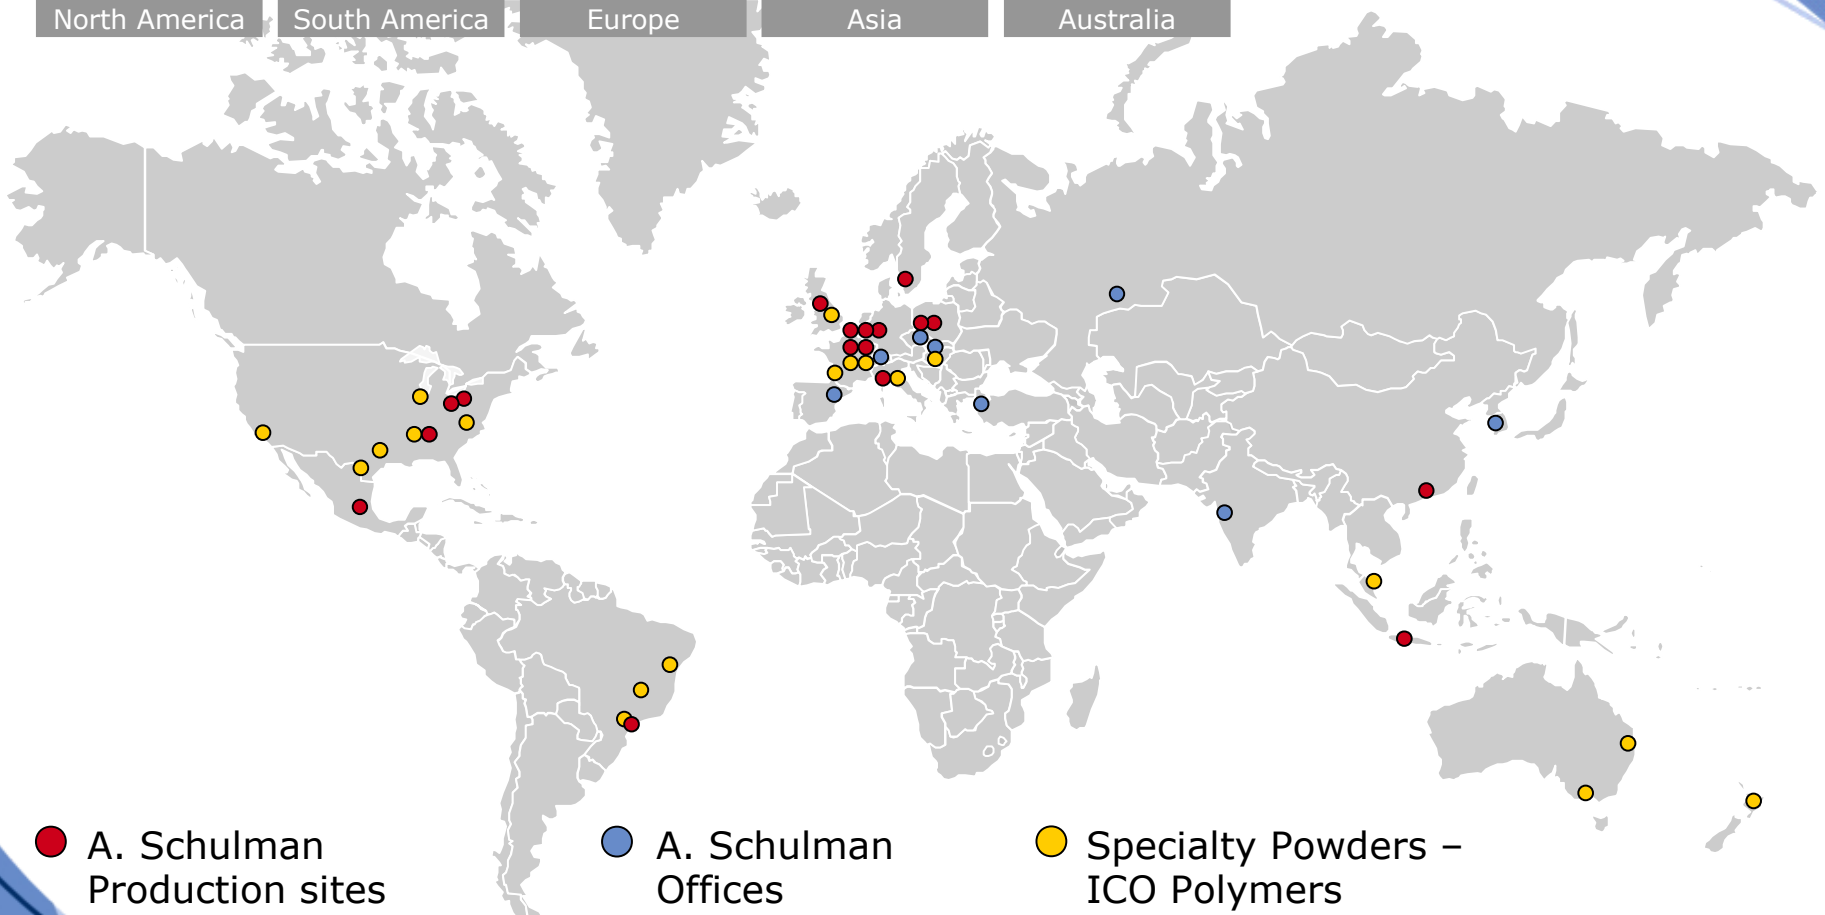 North America
South America
Europe
Asia
Australia
A. Schulman
Production sites
A. Schulman
Offices
Specialty Powders –
ICO Polymers